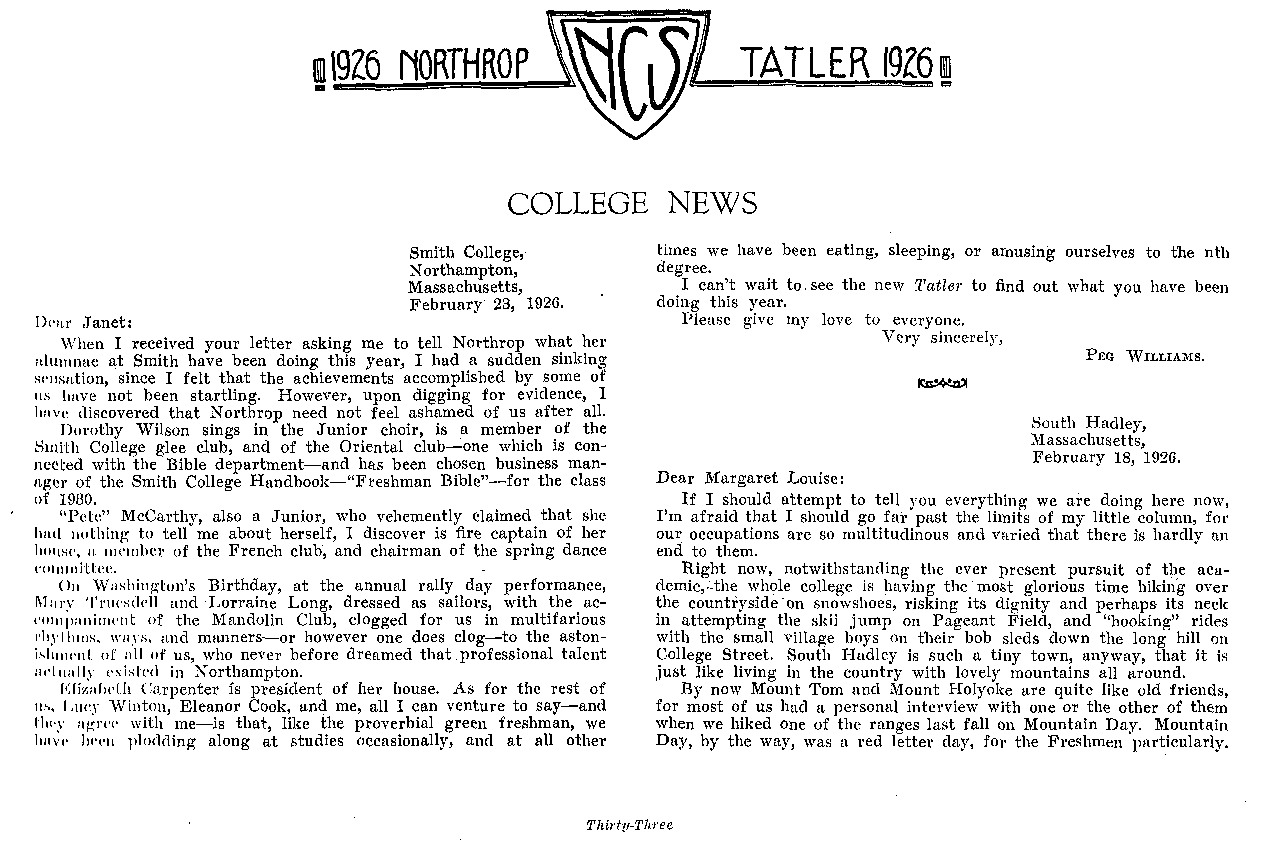 1926 NORTHROP NCS TATLER 1926
COLLEGE NEWS
Smith College,
Northampton,
Massachusetts,
February 23, 1926.
Dear Janet:
When I received your letter asking me to tell Northrop what her
alumnae at Smith have been doing this year, I had a sudden sinking
sensation, since I felt that the achievements accomplished by some of
us have not been startling. However, upon digging for evidence, I
have discovered that Northrop need not feel ashamed of us after all.
Dorothy Wilson sings in the Junior choir, is a member of the
Smith College glee club, and of the Oriental club—one which is con-
nected with the Bible department—and has been chosen business man-
ager of the Smith College Handbook—"Freshman Bible"—for the class
of 1980.
"Pete" McCarthy, also a Junior, who vehemently claimed that she
had nothing to tell me about herself, I discover is fire captain of her
house, a member of the French club, and chairman of the spring dance
committee.
On Washington's Birthday, at the annual rally day performance,
Mary Truesdell and Lorraine Long, dressed as sailors, with the ac-
companiment of the Mandolin Club, clogged for us in multifarious
rhythms, ways, and manners—or however one does clog—to the aston-
ishment of all of us, who never before dreamed that professional talent
actually existed in Northampton.
Elizabeth Carpenter is president of her house. As for the rest of
us, Lucy Winton, Eleanor Cook, and me, all I can venture to say—and
they agree with me—is that, like the proverbial green freshman, we
have been plodding along at studies occasionally, and at all other
times we have been eating, sleeping, or amusing ourselves to the nth
degree.
I can't wait to see the new Tatler to find out what you have been
doing this year.
Please give my love to everyone.
Very sincerely,
PEG WILLIAMS.
South Hadley,
Massachusetts,
February 18, 1926.
Dear Margaret Louise:
If I should attempt to tell you everything we are doing here now,
I'm afraid that I should go far past the limits of my little column, for
our occupations are so multitudinous and varied that there is hardly an
end to them.
Right now, notwithstanding the ever present pursuit of the aca-
demic, the whole college is having the most glorious time hiking over
the countryside on snowshoes, risking its dignity and perhaps its neck
in attempting the skii jump on Pageant Field, and "hooking" rides
with the small village boys on their bob sleds down the long hill on
College Street. South Hadley is such a tiny town, anyway, that it is
just like living in the country with lovely mountains all around.
By now Mount Tom and Mount Holyoke are quite like old friends,
for most of us had a personal interview with one or the other of them
when we hiked one of the ranges last fall on Mountain Day. Mountain
Day, by the way, was a red letter day, for the Freshmen particularly.
Thirty-Three